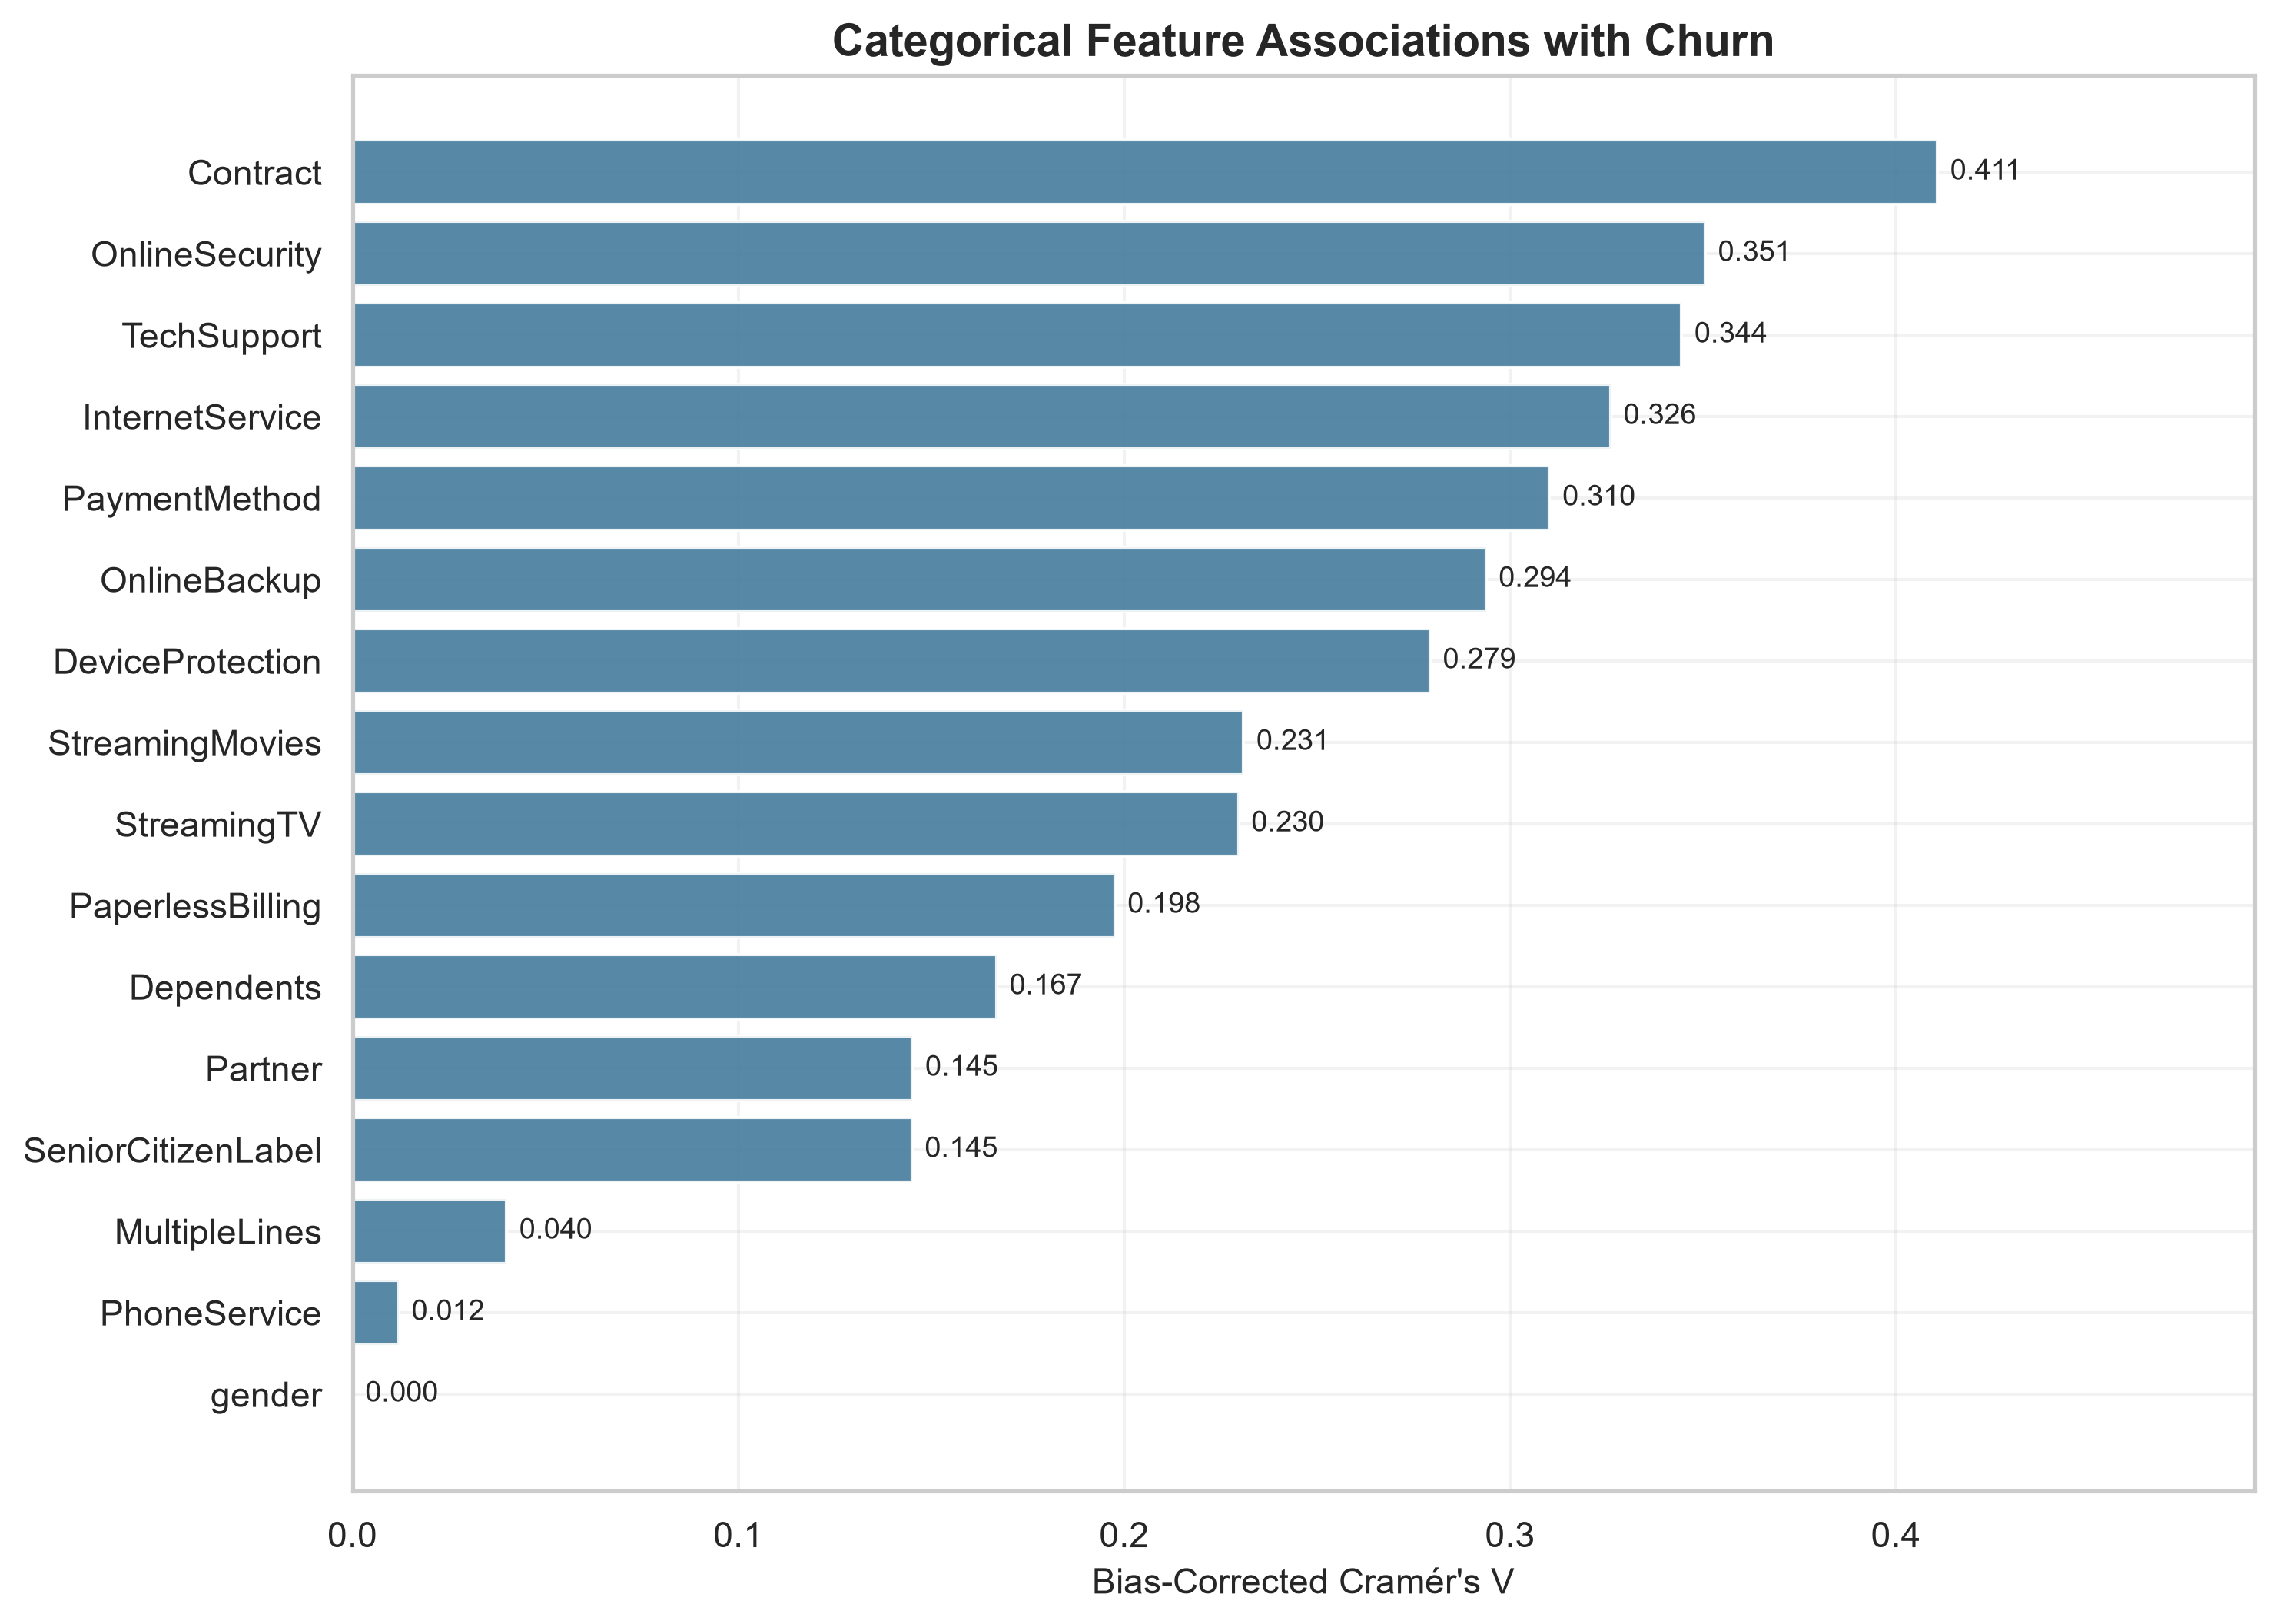 Categorical Feature Associations with Churn
Contract 0.411
OnlineSecurity 0.351
TechSupport 0.344
InternetService 0.326
PaymentMethod 0.310
OnlineBackup 0.294
DeviceProtection 0.279
StreamingMovies 0.231
StreamingTV 0.230
PaperlessBilling 0.198
Dependents 0.167
Partner 0.145
SeniorCitizenLabel 0.145
MultipleLines 0.040
PhoneService 0.012
gender 0.000
0.0 0.1 0.2 0.3 0.4
Bias-Corrected Cramér's V